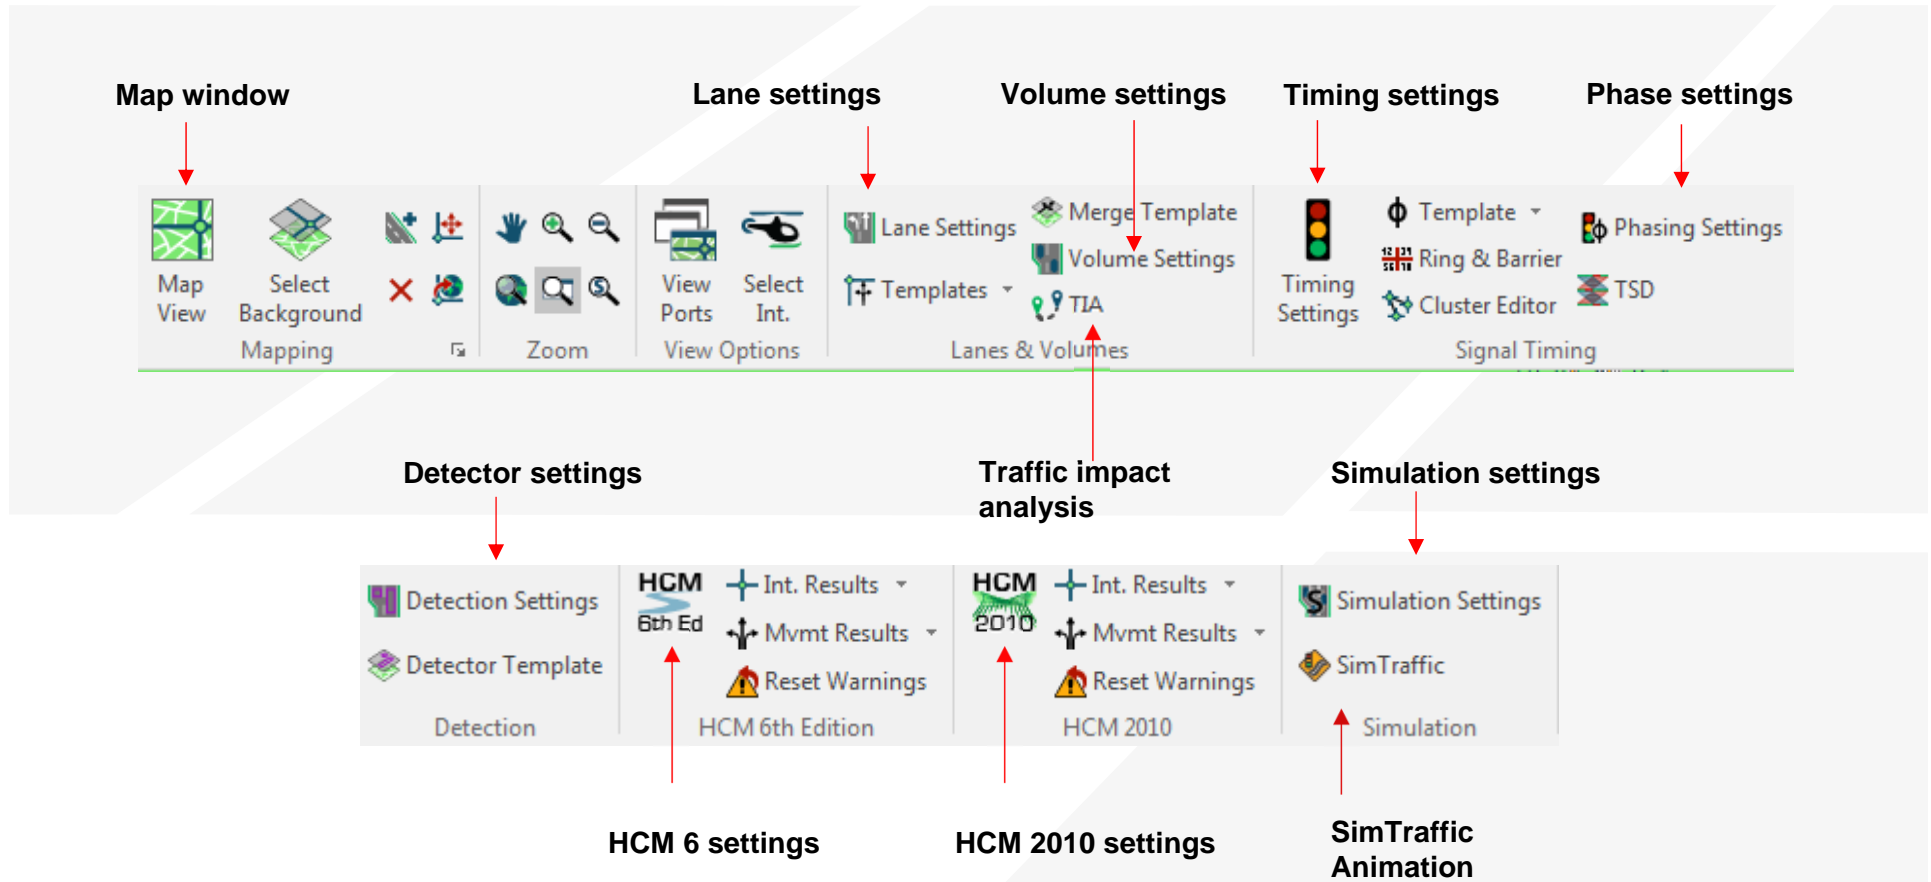 Map window
Lane settings
Volume settings
Timing settings
Phase settings
Map
View
Select
Background
Mapping
Zoom
View
Ports
Select
Int.
View Options
Lane Settings
Templates
Merge Template
Volume Settings
TIA
Lanes & Volumes
Timing
Settings
Template
Ring & Barrier
Cluster Editor
Phasing Settings
TSD
Signal Timing
Detector settings
Traffic impact
analysis
Simulation settings
Detection Settings
Detector Template
Detection
HCM
6th Ed
Int. Results
Mvmt Results
Reset Warnings
HCM 6th Edition
HCM
2010
Int. Results
Mvmt Results
Reset Warnings
HCM 2010
Simulation Settings
SimTraffic
Simulation
HCM 6 settings
HCM 2010 settings
SimTraffic
Animation